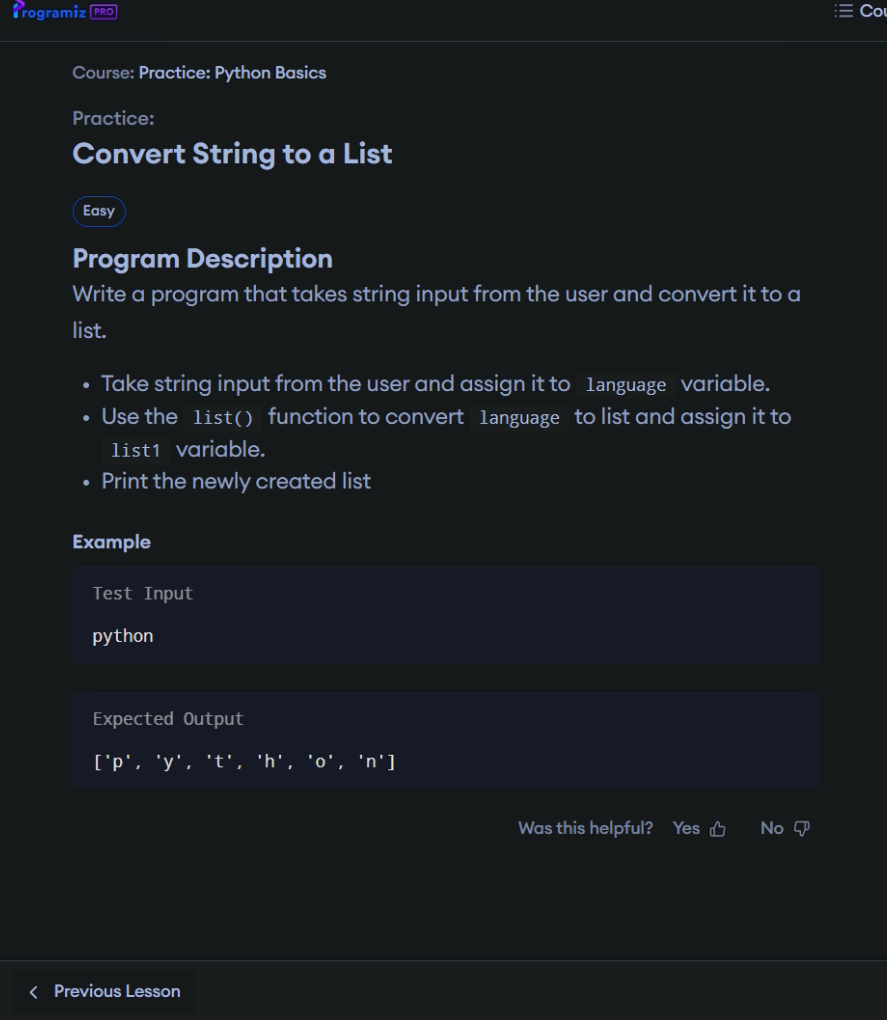 Programiz PRO
Cou
Course: Practice: Python Basics
Practice:
Convert String to a List
Easy
Program Description
Write a program that takes string input from the user and convert it to a
list.
• Take string input from the user and assign it to language variable.
• Use the list() function to convert language to list and assign it to
list1 variable.
• Print the newly created list
Example
Test Input
python
Expected Output
['p', 'y', 't', 'h', 'o', 'n']
Was this helpful? Yes No
Previous Lesson